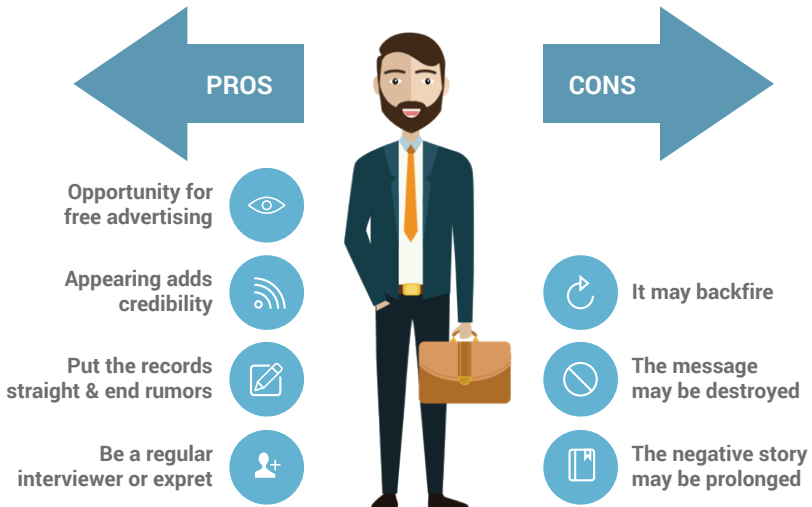 PROS
Opportunity for
free advertising
Appearing adds
credibility
Put the records
straight & end rumors
Be a regular
interviewer or expret
CONS
It may backfire
The message
may be destroyed
The negative story
may be prolonged